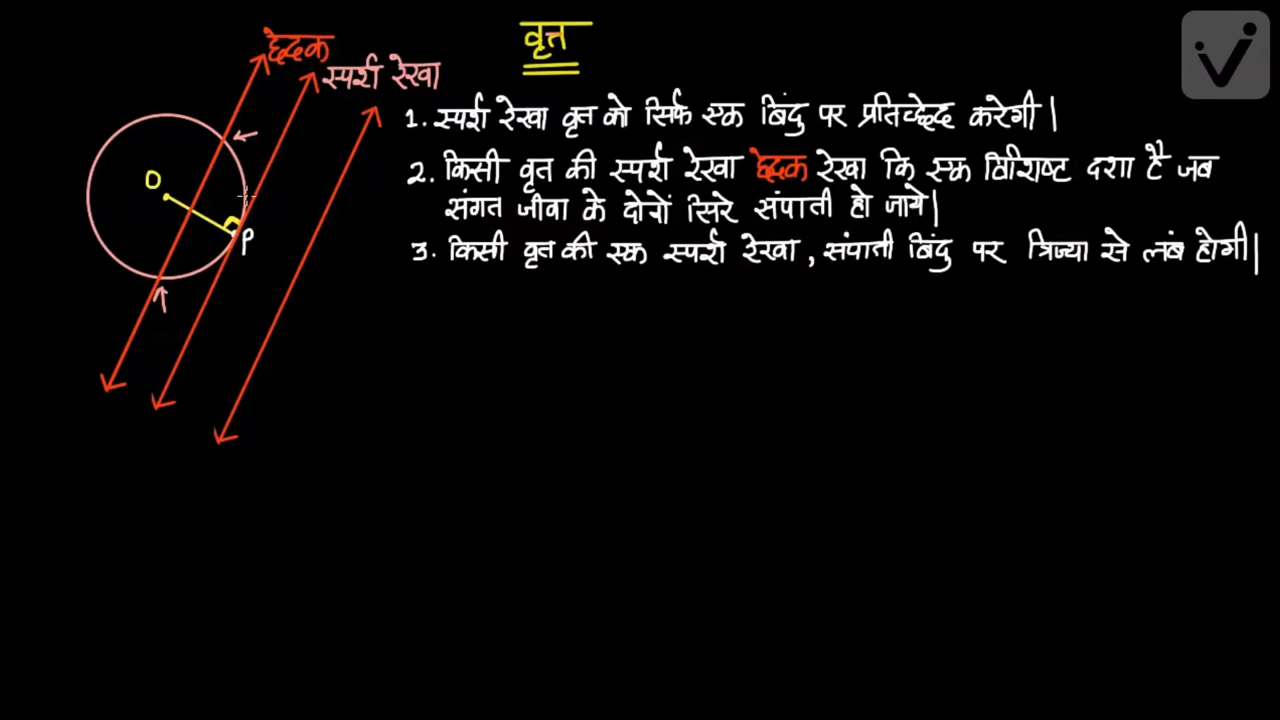 वृत्त
छेदक
स्पर्श रेखा
O
P
1. स्पर्श रेखा वृत को सिर्फ एक बिंदु पर प्रतिच्छेद करेगी|
2. किसी वृत की स्पर्श रेखा छेदक रेखा कि एक विशिष्ट दशा है जब
संगत जीवा के दोनों सिरे संपाती हो जाये|
3. किसी वृत की एक स्पर्श रेखा, संपाती बिंदु पर त्रिज्या से लंब होगी|